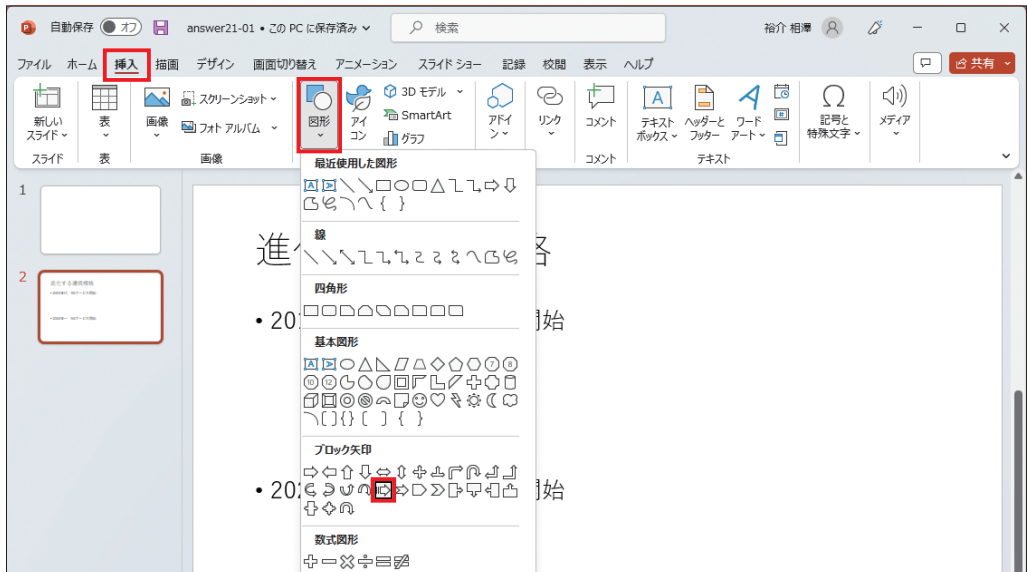 自動保存 オフ answer21-01 • この PC に保存済み 検索 裕介 相澤
ファイル ホーム 挿入 描画 デザイン 画面切り替え アニメーション スライド ショー 記録 校閲 表示 ヘルプ 共有
新しい
スライド
表
画像
スクリーンショット
フォト アルバム
図形
アイ
コン
3D モデル
SmartArt
グラフ
アドイ
ン
リンク
コメント
テキスト
ボックス
ヘッダーと
フッター
ワード
アート
記号と
特殊文字
メディア
スライド 表 画像 コメント テキスト
最近使用した図形
線
四角形
基本図形
ブロック矢印
数式図形
1
2
進化する通信規格
進
• 20
開始
• 20
開始